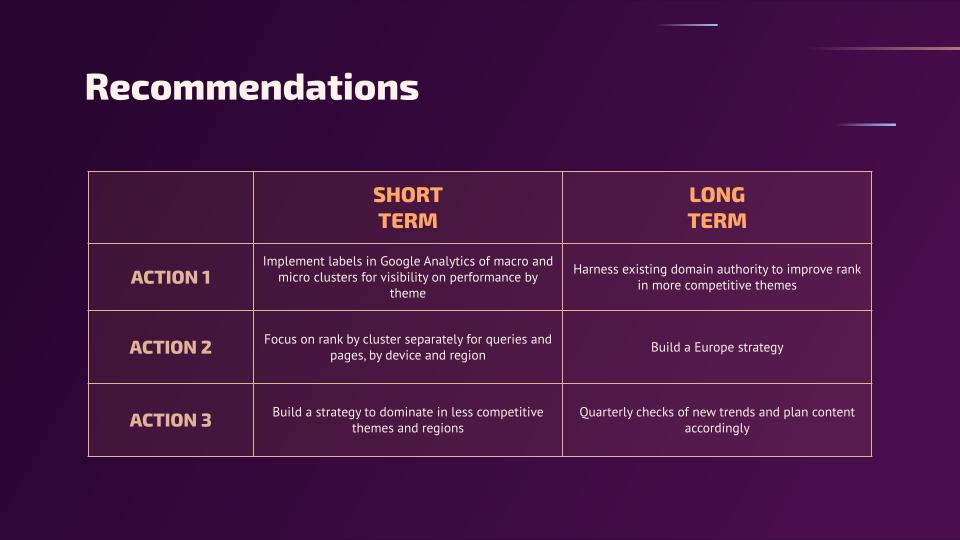 Recommendations
SHORT
TERM
LONG
TERM
ACTION 1
Implement labels in Google Analytics of macro and
micro clusters for visibility on performance by
theme
Harness existing domain authority to improve rank
in more competitive themes
ACTION 2
Focus on rank by cluster separately for queries and
pages, by device and region
Build a Europe strategy
ACTION 3
Build a strategy to dominate in less competitive
themes and regions
Quarterly checks of new trends and plan content
accordingly